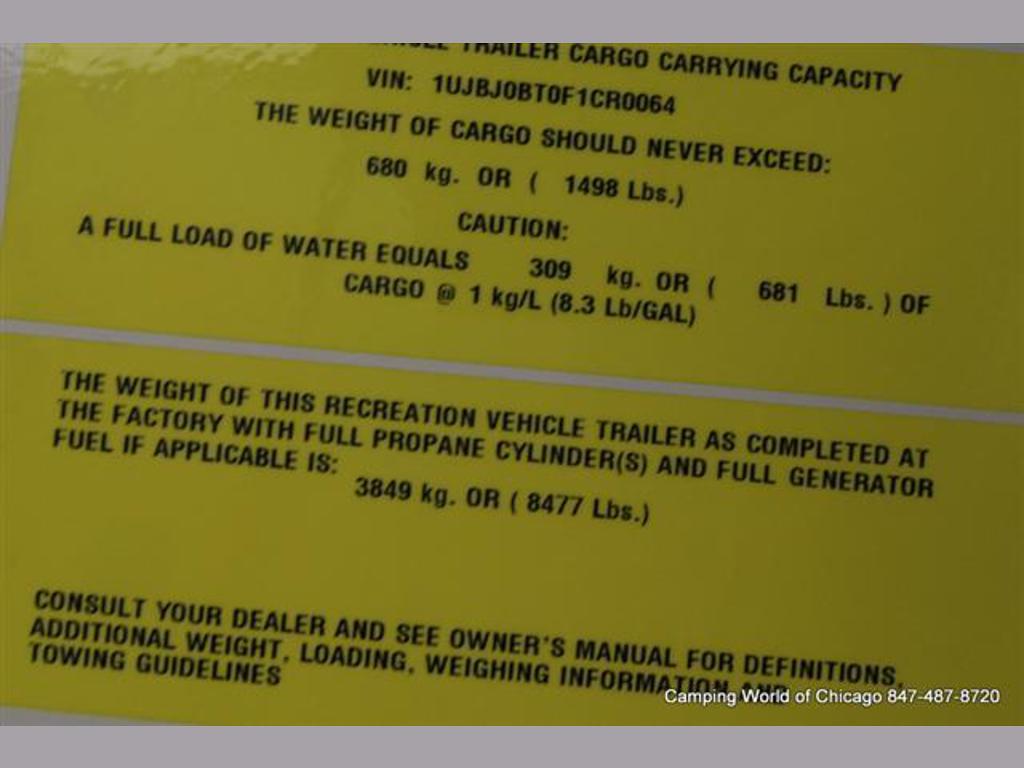 TRAILER CARGO CARRYING CAPACITY
VIN: 1UJBJ0BT0F1CR0064
THE WEIGHT OF CARGO SHOULD NEVER EXCEED:
680 kg. OR ( 1498 Lbs.)
CAUTION:
A FULL LOAD OF WATER EQUALS 309 kg. OR ( 681 Lbs. ) OF
CARGO @ 1 kg/L (8.3 Lb/GAL)
THE WEIGHT OF THIS RECREATION VEHICLE TRAILER AS COMPLETED AT
THE FACTORY WITH FULL PROPANE CYLINDER(S) AND FULL GENERATOR
FUEL IF APPLICABLE IS:
3849 kg. OR ( 8477 Lbs.)
CONSULT YOUR DEALER AND SEE OWNER'S MANUAL FOR DEFINITIONS,
ADDITIONAL WEIGHT, LOADING, WEIGHING INFORMATION AND
TOWING GUIDELINES
Camping World of Chicago 847-487-8720